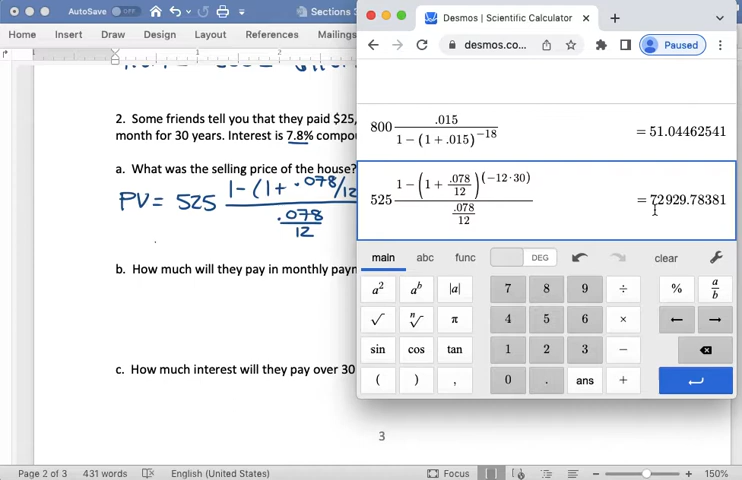 AutoSave OFF
Sections 3
Home Insert Draw Design Layout References Mailings
2. Some friends tell you that they paid $25,
month for 30 years. Interest is 7.8% compo
a. What was the selling price of the house?
PV = 525 1-(1+ .078/12
.078
12
b. How much will they pay in monthly payn
c. How much interest will they pay over 30
3
Page 2 of 3 431 words English (United States) Focus 150%
Desmos | Scientific Calculator
desmos.co... Paused
800 .015 / 1 − (1 + .015)^−18 = 51.04462541
525 1 − (1 + .078/12)^(−12·30) / .078/12 = 72929.78381
main abc func DEG clear
a² aᵇ |a| 7 8 9 ÷ % a/b
√ ⁿ√ π 4 5 6 × ← →
sin cos tan 1 2 3 −
( ) , 0 . ans +